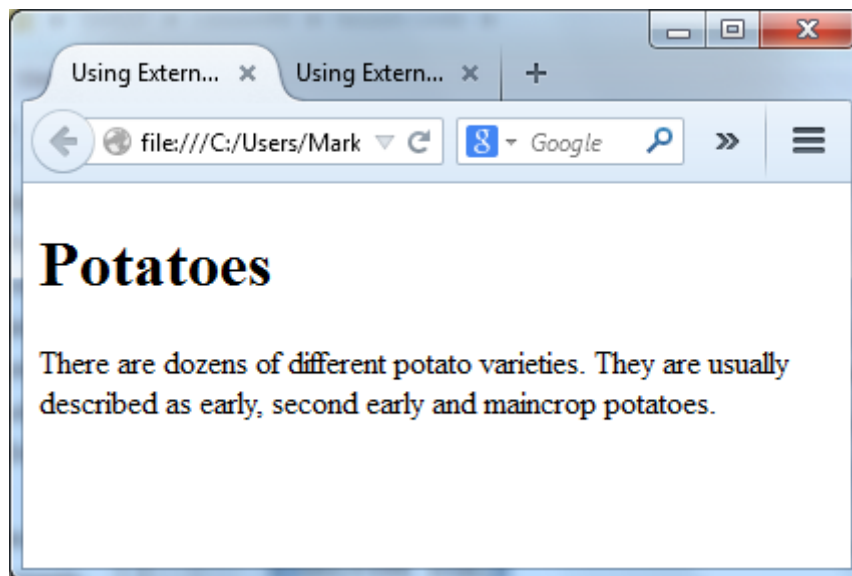 Using Extern... Using Extern...
file:///C:/Users/Mark 8 Google
Potatoes
There are dozens of different potato varieties. They are usually
described as early, second early and maincrop potatoes.